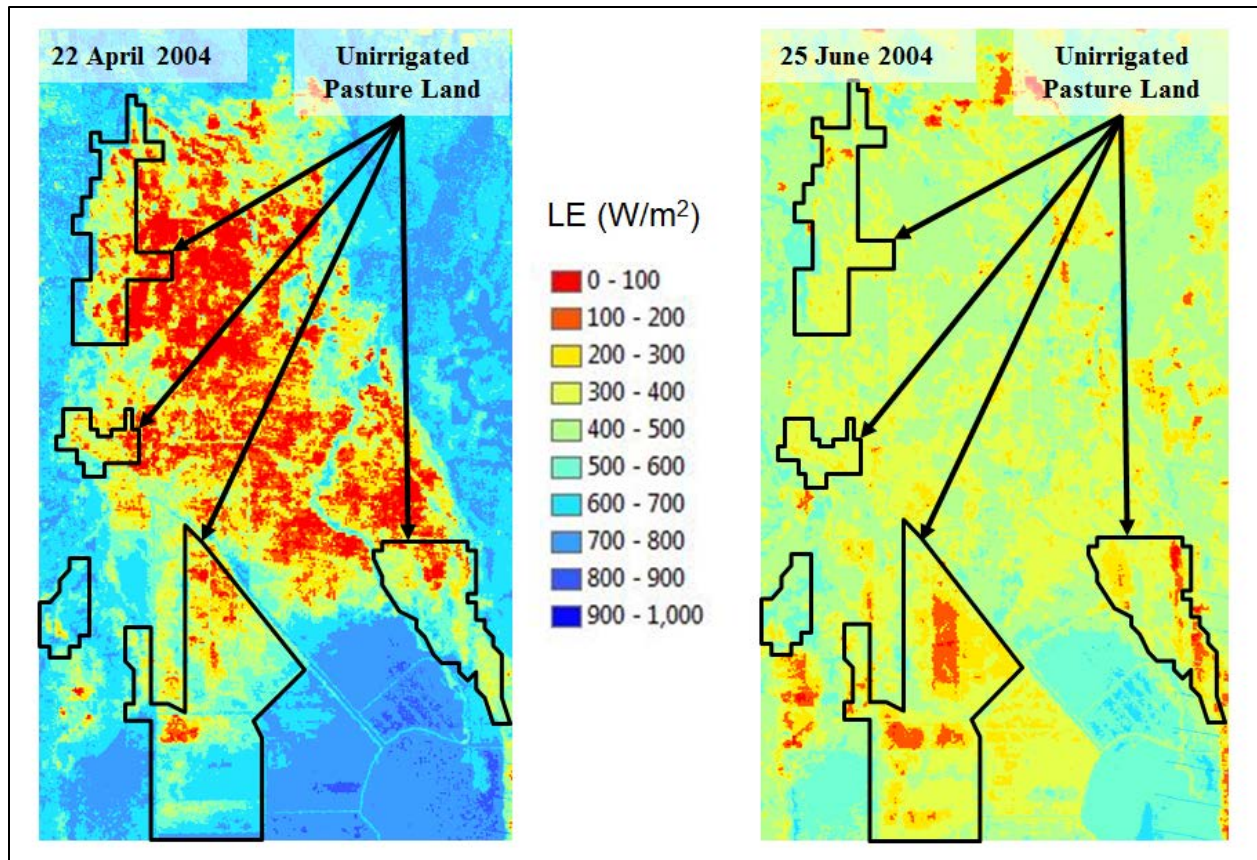 22 April 2004
Unirrigated
Pasture Land
LE (W/m²)
0 - 100
100 - 200
200 - 300
300 - 400
400 - 500
500 - 600
600 - 700
700 - 800
800 - 900
900 - 1,000
25 June 2004
Unirrigated
Pasture Land